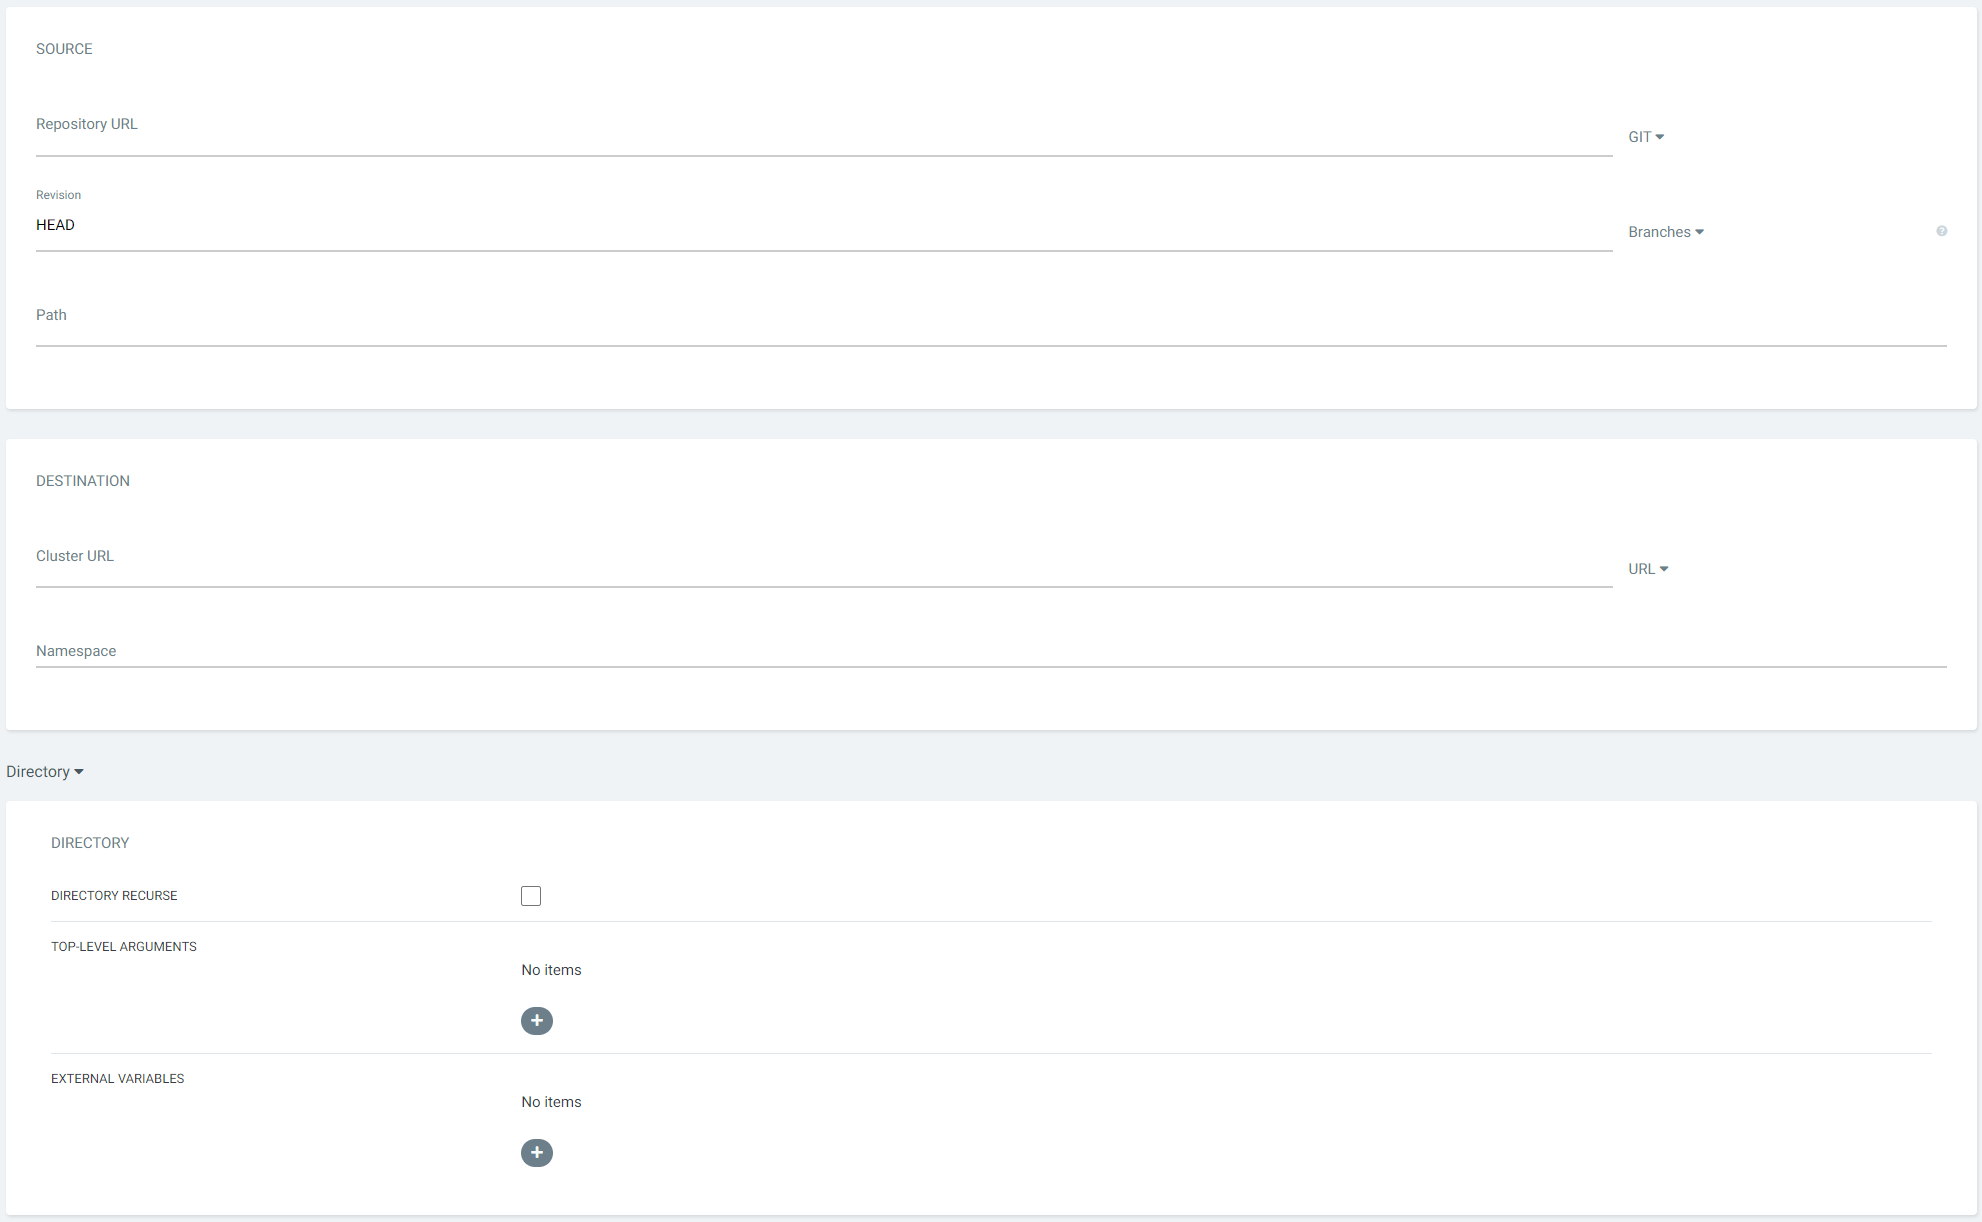 SOURCE
Repository URL
GIT
Revision
HEAD
Branches
?
Path
DESTINATION
Cluster URL
URL
Namespace
Directory
DIRECTORY
DIRECTORY RECURSE
TOP-LEVEL ARGUMENTS
No items
+
EXTERNAL VARIABLES
No items
+